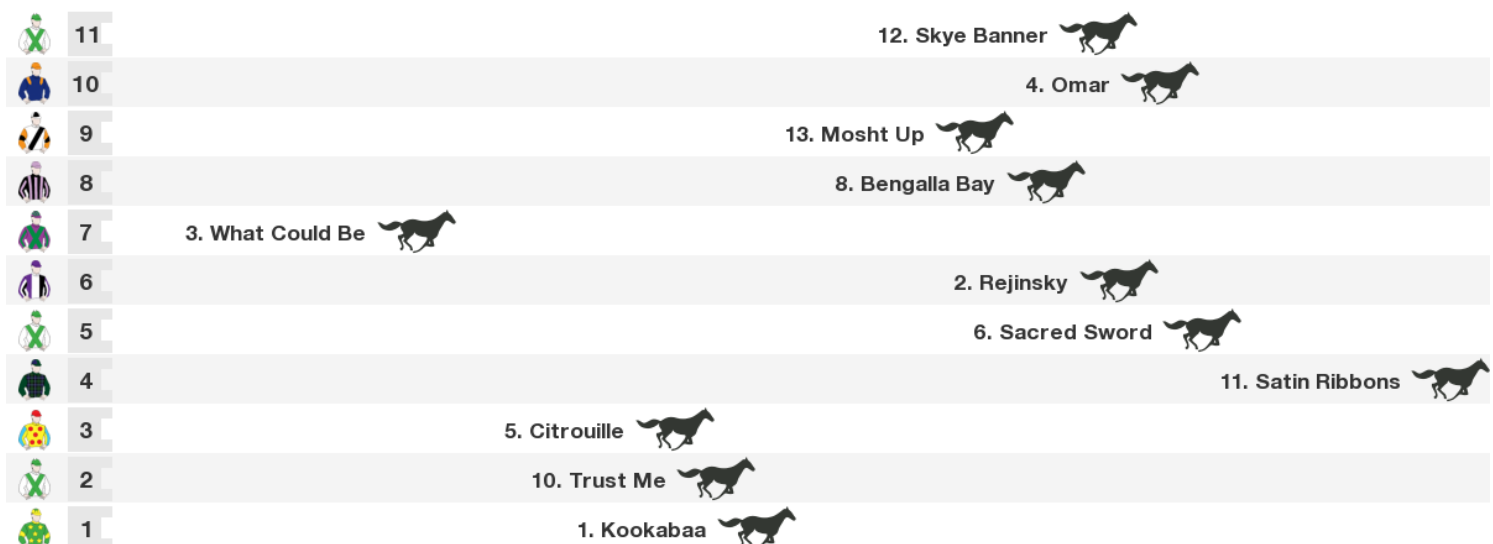 11 12. Skye Banner
10 4. Omar
9 13. Mosht Up
8 8. Bengalla Bay
7 3. What Could Be
6 2. Rejinsky
5 6. Sacred Sword
4 11. Satin Ribbons
3 5. Citrouille
2 10. Trust Me
1 1. Kookabaa